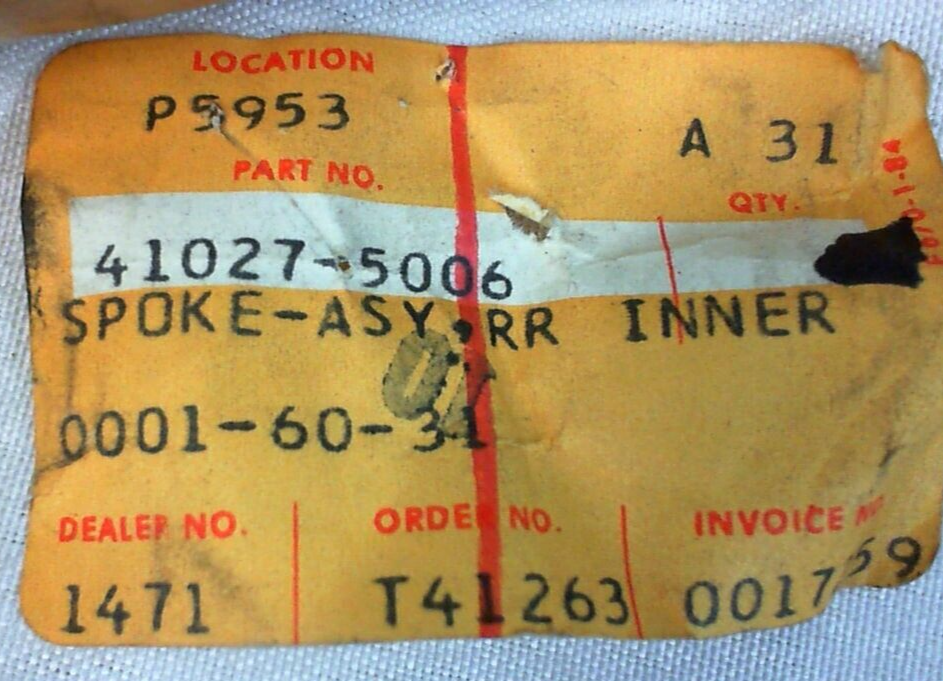 LOCATION
P5953
A 31
PART NO.
QTY.
41027-5006
SPOKE-ASY,RR INNER
0001-60-31
DEALER NO. ORDER NO. INVOICE
1471 T41263 0017